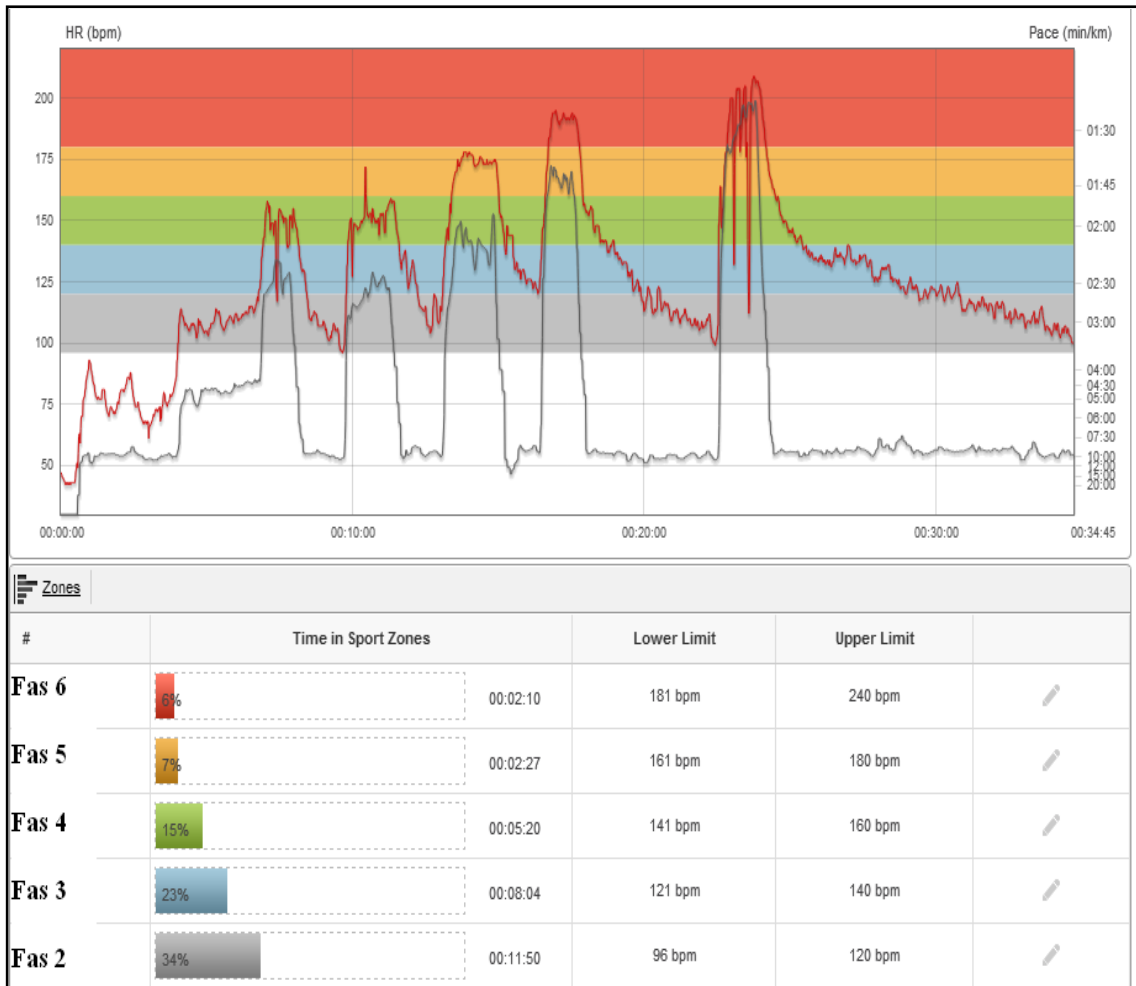 HR (bpm) Pace (min/km)
200
01:30
175
01:45
150
02:00
125
02:30
03:00
100
04:00
04:30
75
05:00
06:00
07:30
50
10:00
12:00
15:00
20:00
00:00:00 00:10:00 00:20:00 00:30:00 00:34:45
Zones
# Time in Sport Zones Lower Limit Upper Limit
Fas 6 6% 00:02:10 181 bpm 240 bpm
Fas 5 7% 00:02:27 161 bpm 180 bpm
Fas 4 15% 00:05:20 141 bpm 160 bpm
Fas 3 23% 00:08:04 121 bpm 140 bpm
Fas 2 34% 00:11:50 96 bpm 120 bpm